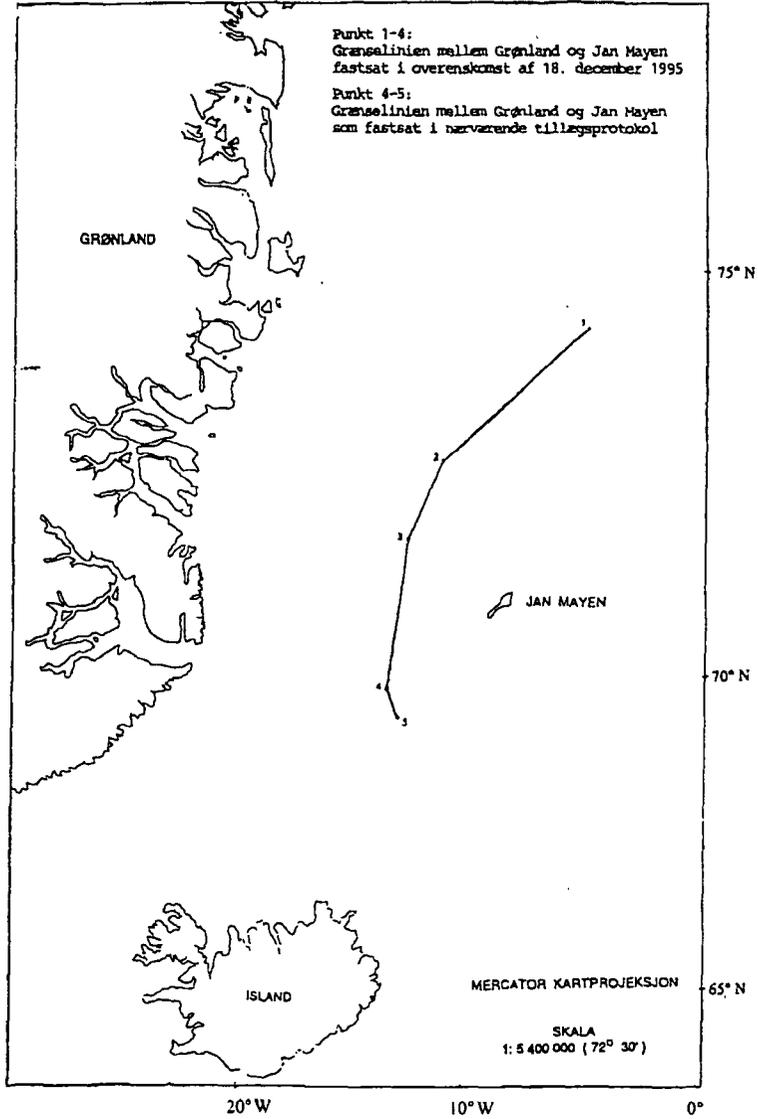 Punkt 1-4:
Grænselinien mellem Grønland og Jan Mayen
fastsat i overenskomst af 18. december 1995
Punkt 4-5:
Grænselinien mellem Grønland og Jan Mayen
som fastsat i nærværende tillægsprotokol
GRØNLAND
75° N
1
2
3
JAN MAYEN
70° N
4
5
ISLAND
MERCATOR KARTPROJEKSJON
65° N
SKALA
1: 5 400 000 ( 72° 30' )
20° W
10° W
0°